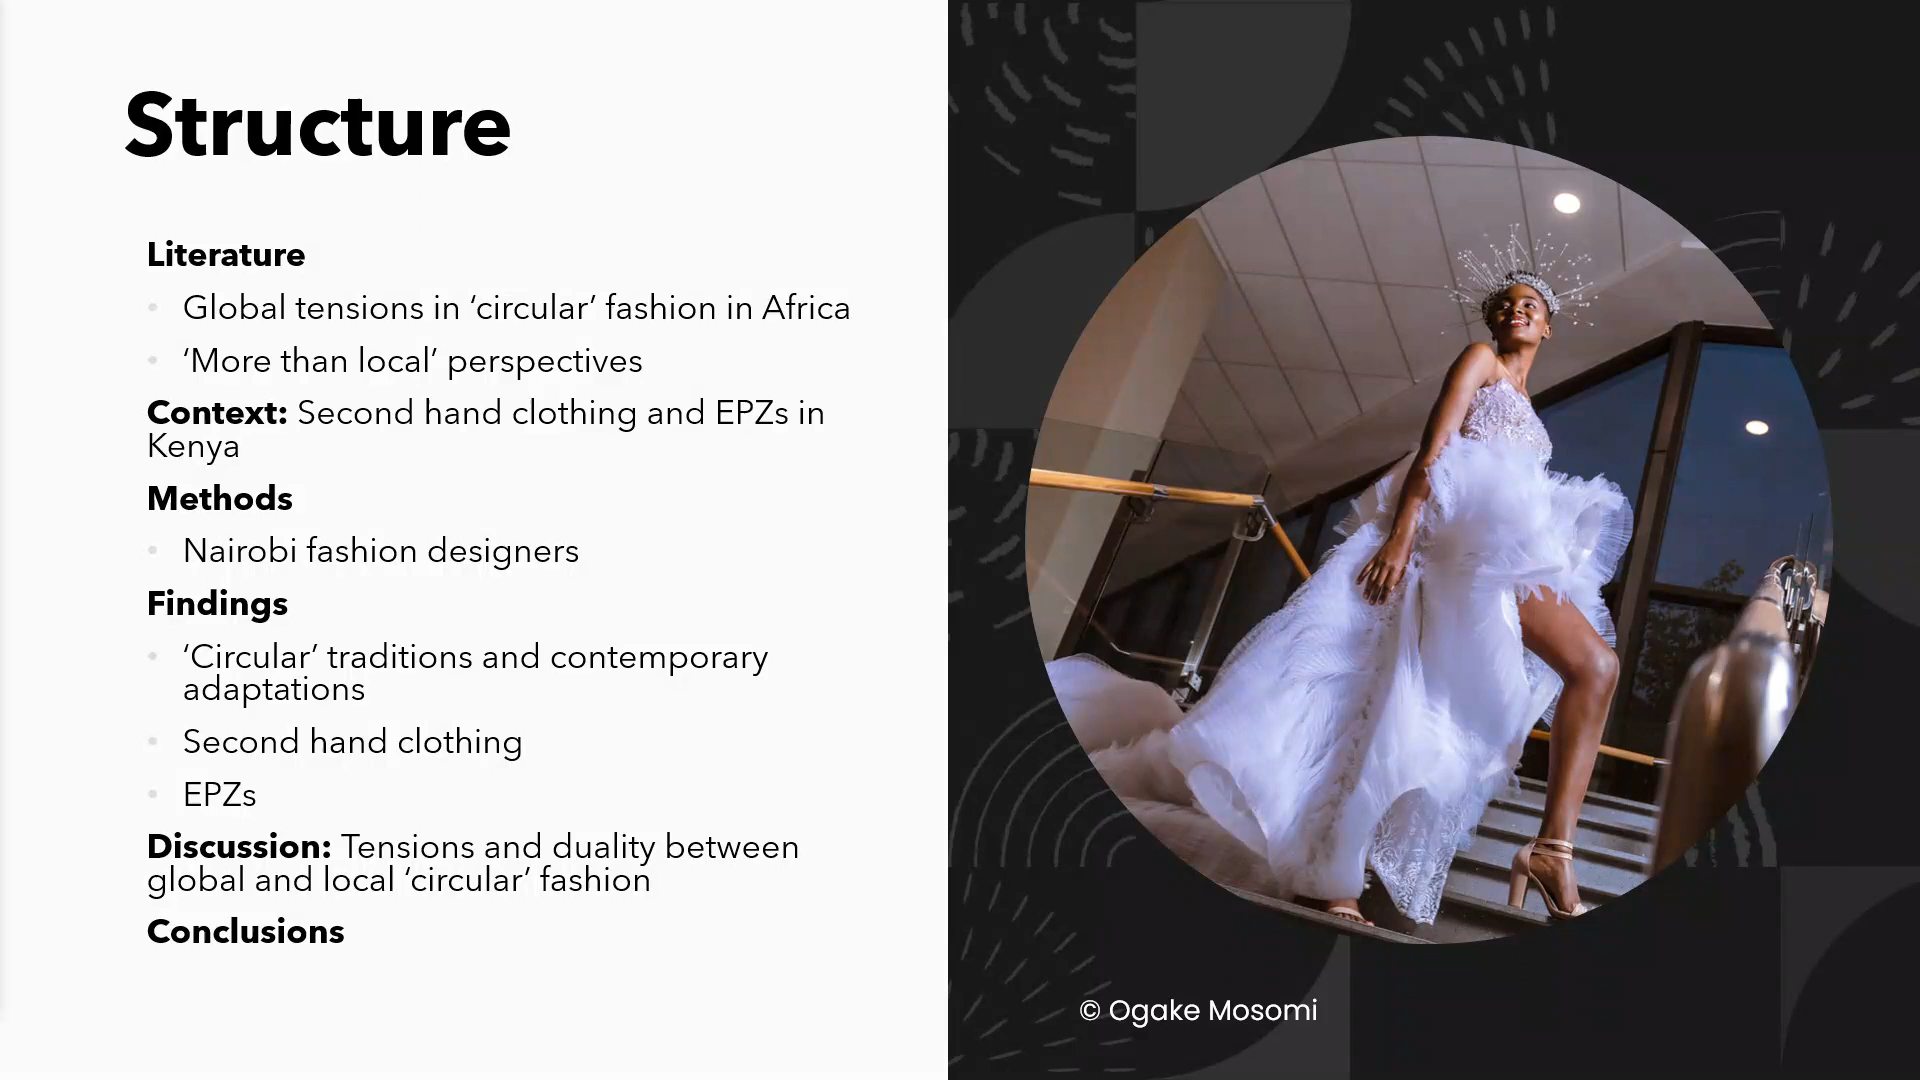 Structure
Literature
• Global tensions in ‘circular’ fashion in Africa
• ‘More than local’ perspectives
Context: Second hand clothing and EPZs in
Kenya
Methods
• Nairobi fashion designers
Findings
• ‘Circular’ traditions and contemporary
adaptations
• Second hand clothing
• EPZs
Discussion: Tensions and duality between
global and local ‘circular’ fashion
Conclusions
© Ogake Mosomi